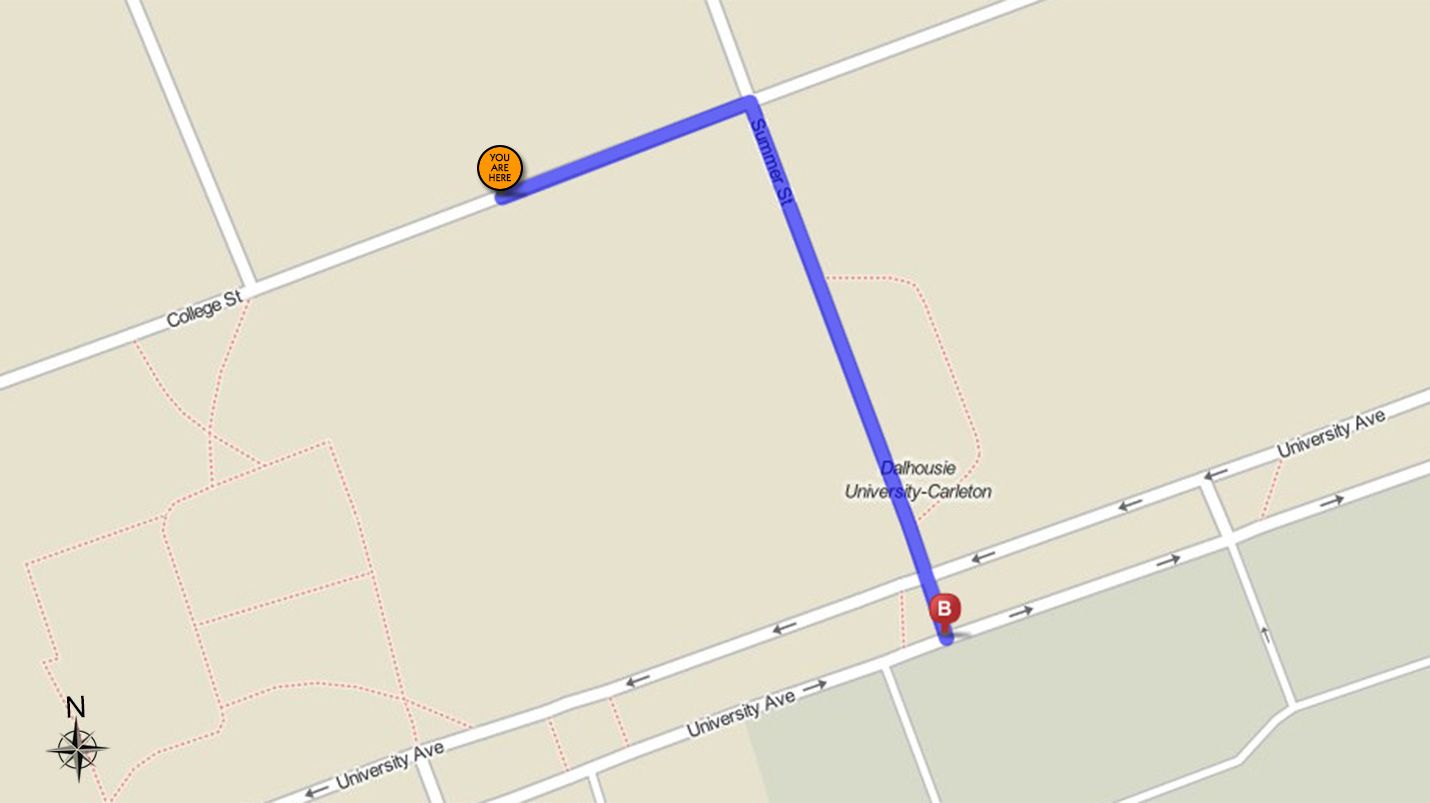 Summer St
YOU
ARE
HERE
College St
University Ave
Dalhousie
University-Carleton
B
University Ave
N
University Ave